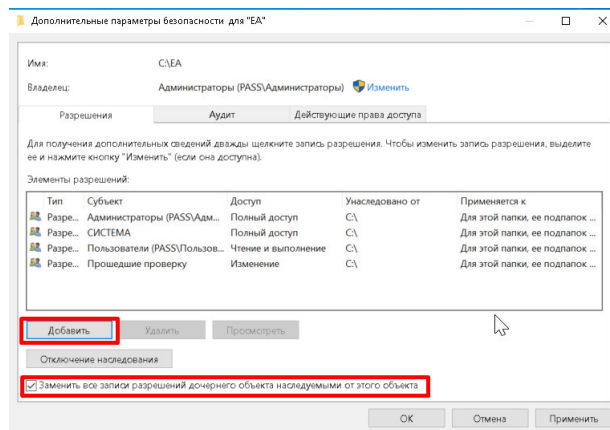 Дополнительные параметры безопасности для "EA"
Имя: C:\EA
Владелец: Администраторы (PASS\Администраторы) Изменить
Разрешения Аудит Действующие права доступа
Для получения дополнительных сведений дважды щелкните запись разрешения. Чтобы изменить запись разрешения, выделите
ее и нажмите кнопку "Изменить" (если она доступна).
Элементы разрешений:
Тип Субъект Доступ Унаследовано от Применяется к
Разре... Администраторы (PASS\Адм... Полный доступ C:\ Для этой папки, ее подпапок ...
Разре... СИСТЕМА Полный доступ C:\ Для этой папки, ее подпапок ...
Разре... Пользователи (PASS\Пользов... Чтение и выполнение C:\ Для этой папки, ее подпапок ...
Разре... Прошедшие проверку Изменение C:\ Для этой папки, ее подпапок ...
Добавить Удалить Просмотреть
Отключение наследования
Заменить все записи разрешений дочернего объекта наследуемыми от этого объекта
ОК Отмена Применить